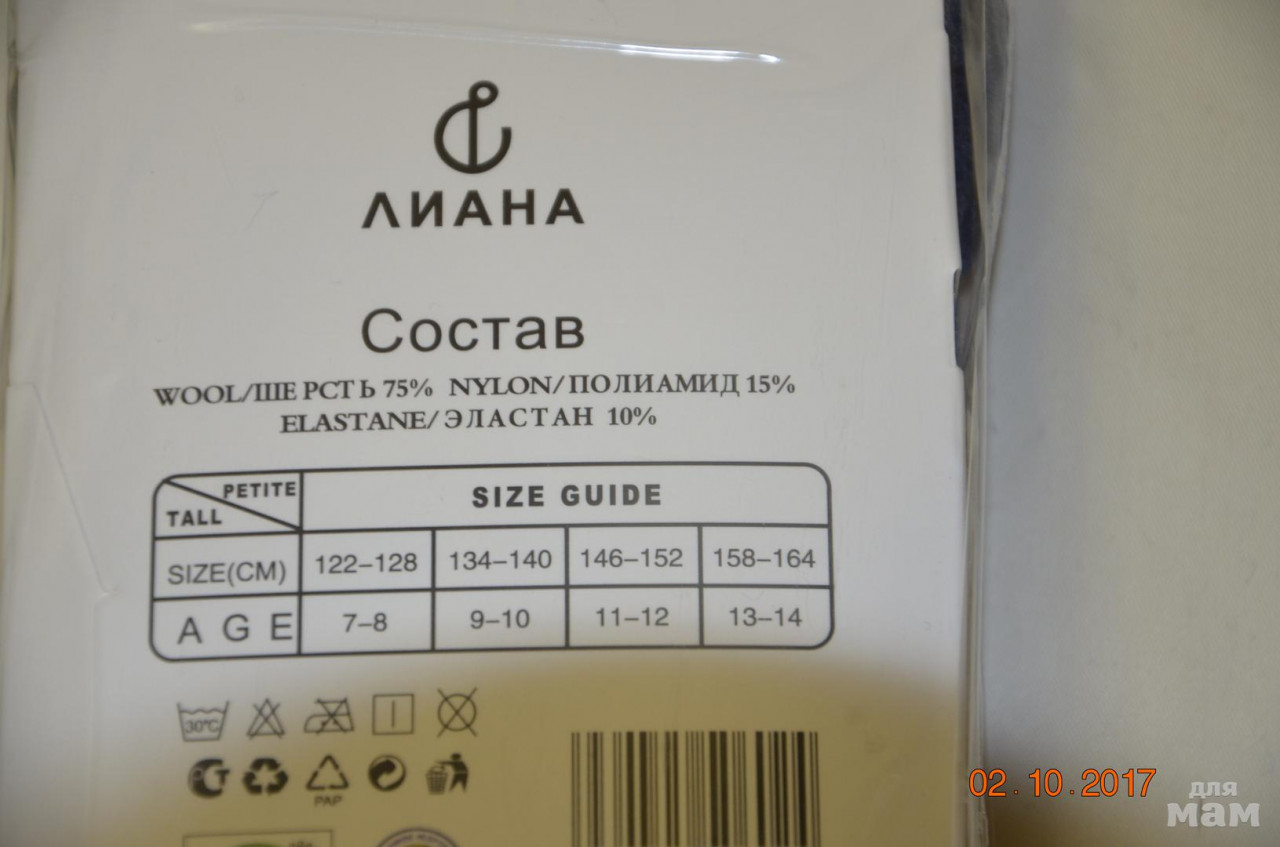 ЛИАНА
Состав
WOOL/ШЕРСТЬ 75% NYLON/ПОЛИАМИД 15%
ELASTANE/ЭЛАСТАН 10%
PETITE
TALL
SIZE GUIDE
SIZE(CM) 122–128 134–140 146–152 158–164
AGE 7–8 9–10 11–12 13–14
30°C
PAP
02.10.2017
для
мам